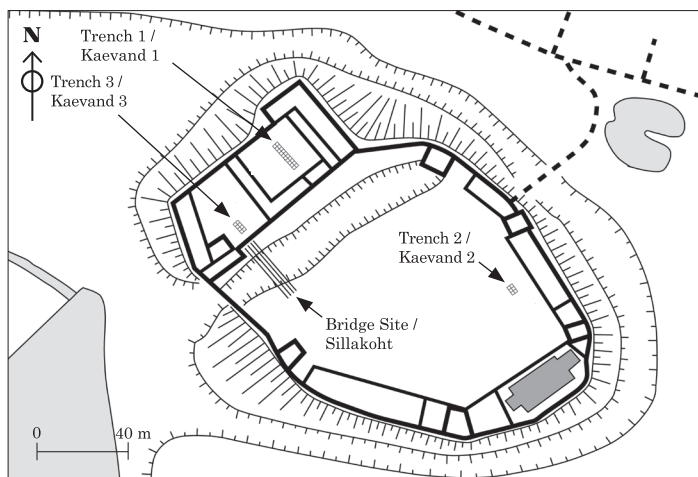 N
Trench 1 /
Kaevand 1
Trench 3 /
Kaevand 3
Trench 2 /
Kaevand 2
Bridge Site /
Sillakoht
0 40 m